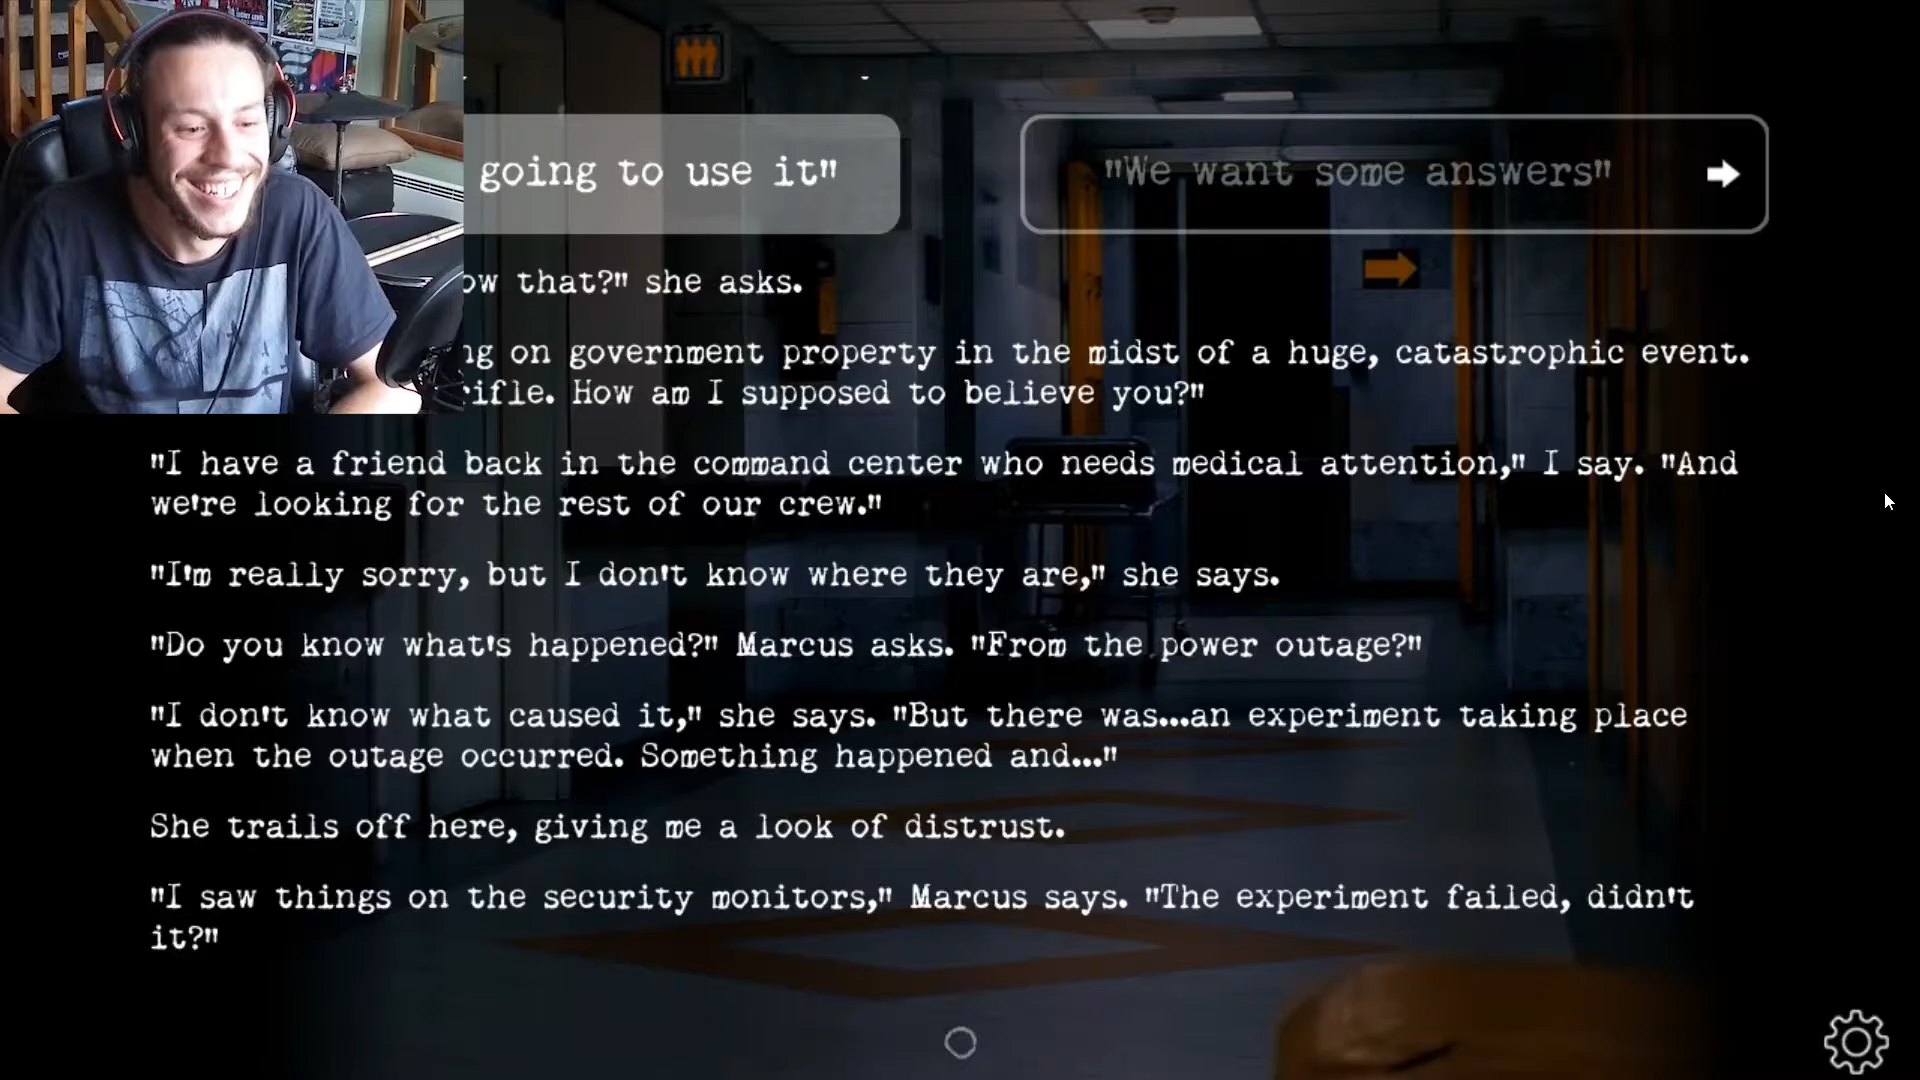 going to use it"
"We want some answers"
that?" she asks.
on government property in the midst of a huge, catastrophic event.
rifle. How am I supposed to believe you?"
"I have a friend back in the command center who needs medical attention," I say. "And
we're looking for the rest of our crew."
"I'm really sorry, but I don't know where they are," she says.
"Do you know what's happened?" Marcus asks. "From the power outage?"
"I don't know what caused it," she says. "But there was...an experiment taking place
when the outage occurred. Something happened and..."
She trails off here, giving me a look of distrust.
"I saw things on the security monitors," Marcus says. "The experiment failed, didn't
it?"